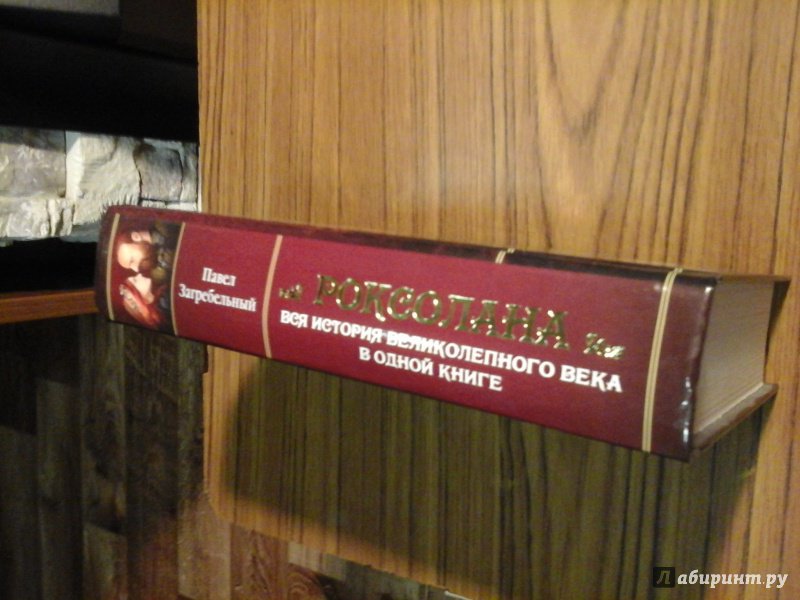 Павел
Загребельный
РОКСОЛАНА
ВСЯ ИСТОРИЯ ВЕЛИКОЛЕПНОГО ВЕКА
В ОДНОЙ КНИГЕ
Лабиринт.ру